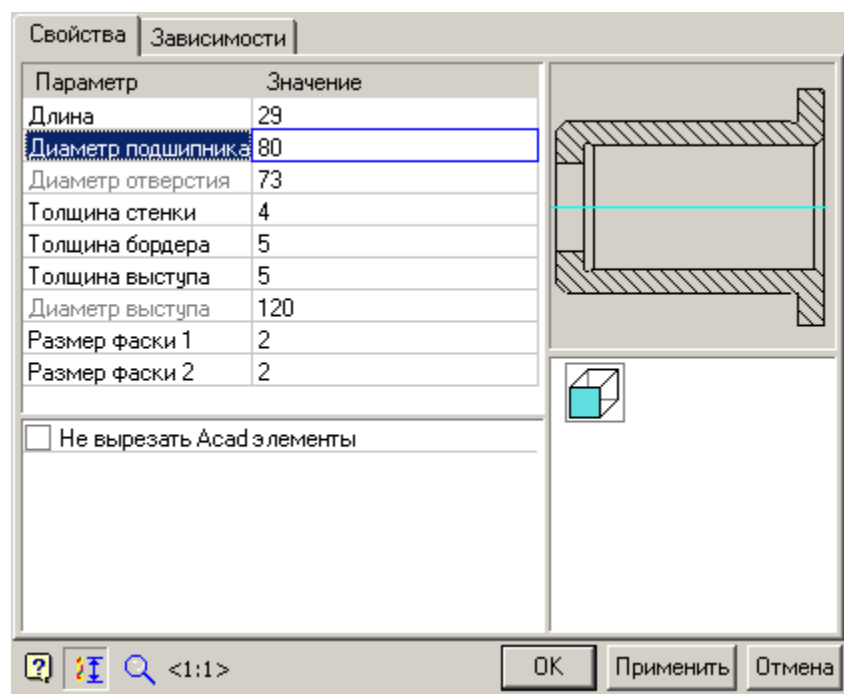 Свойства Зависимости
Параметр Значение
Длина 29
Диаметр подшипника 80
Диаметр отверстия 73
Толщина стенки 4
Толщина бордера 5
Толщина выступа 5
Диаметр выступа 120
Размер фаски 1 2
Размер фаски 2 2
Не вырезать Acad элементы
<1:1> OK Применить Отмена